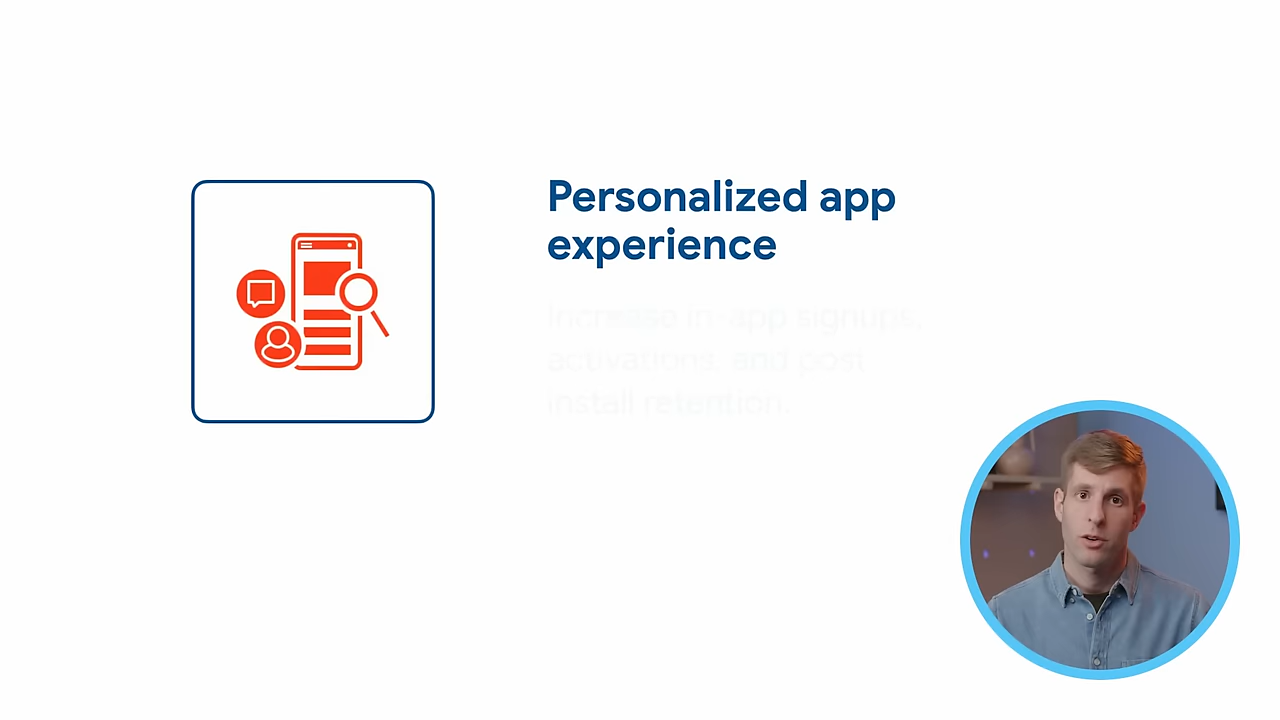 Personalized app
experience
Increase in-app signups,
activations, and post
install retention.